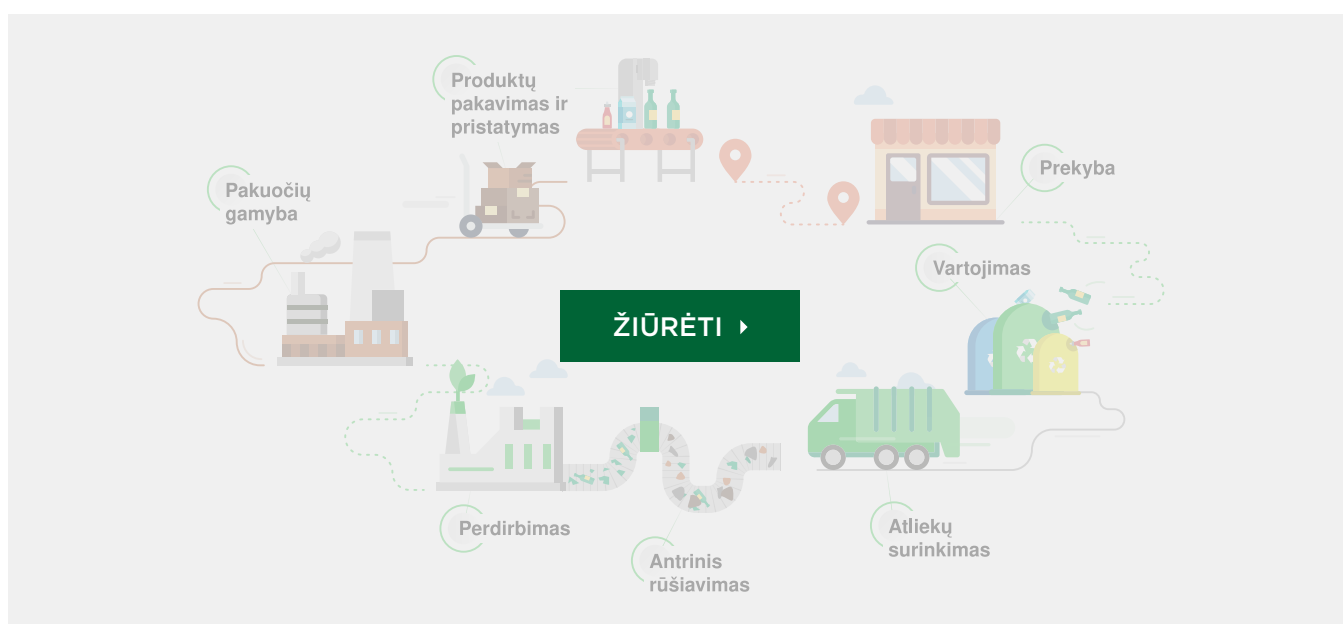 Produktų
pakavimas ir
pristatymas
Prekyba
Pakuočių
gamyba
Vartojimas
ŽIŪRĖTI
Perdirbimas
Antrinis
rūšiavimas
Atliekų
surinkimas